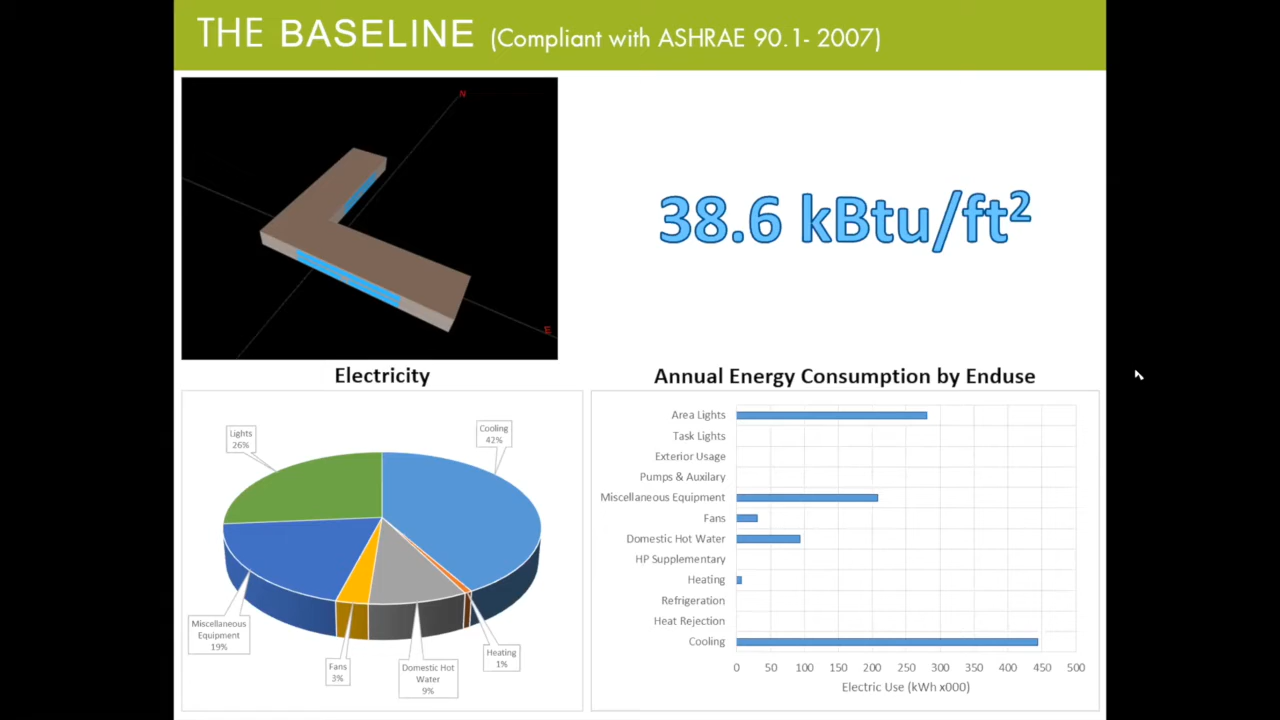 THE BASELINE (Compliant with ASHRAE 90.1- 2007)
N
E
38.6 kBtu/ft²
Electricity
Lights
26%
Cooling
42%
Miscellaneous
Equipment
19%
Fans
3%
Domestic Hot
Water
9%
Heating
1%
Annual Energy Consumption by Enduse
Area Lights
Task Lights
Exterior Usage
Pumps & Auxilary
Miscellaneous Equipment
Fans
Domestic Hot Water
HP Supplementary
Heating
Refrigeration
Heat Rejection
Cooling
0 50 100 150 200 250 300 350 400 450 500
Electric Use (kWh x000)